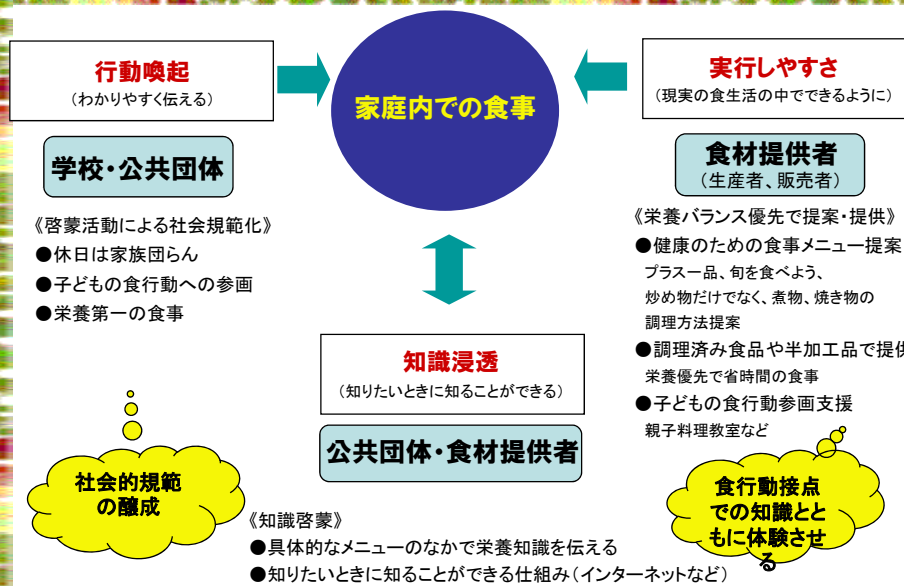 行動喚起
(わかりやすく伝える)
学校・公共団体
《啓蒙活動による社会規範化》
●休日は家族団らん
●子どもの食行動への参画
●栄養第一の食事
社会的規範
の醸成
家庭内での食事
知識浸透
(知りたいときに知ることができる)
公共団体・食材提供者
《知識啓蒙》
●具体的なメニューのなかで栄養知識を伝える
●知りたいときに知ることができる仕組み(インターネットなど)
実行しやすさ
(現実の食生活の中でできるように)
食材提供者
(生産者、販売者)
《栄養バランス優先で提案・提供》
●健康のための食事メニュー提案
プラス一品、旬を食べよう、
炒め物だけでなく、煮物、焼き物の
調理方法提案
●調理済み食品や半加工品で提供
栄養優先で省時間の食事
●子どもの食行動参画支援
親子料理教室など
食行動接点
での知識とと
もに体験させ
る